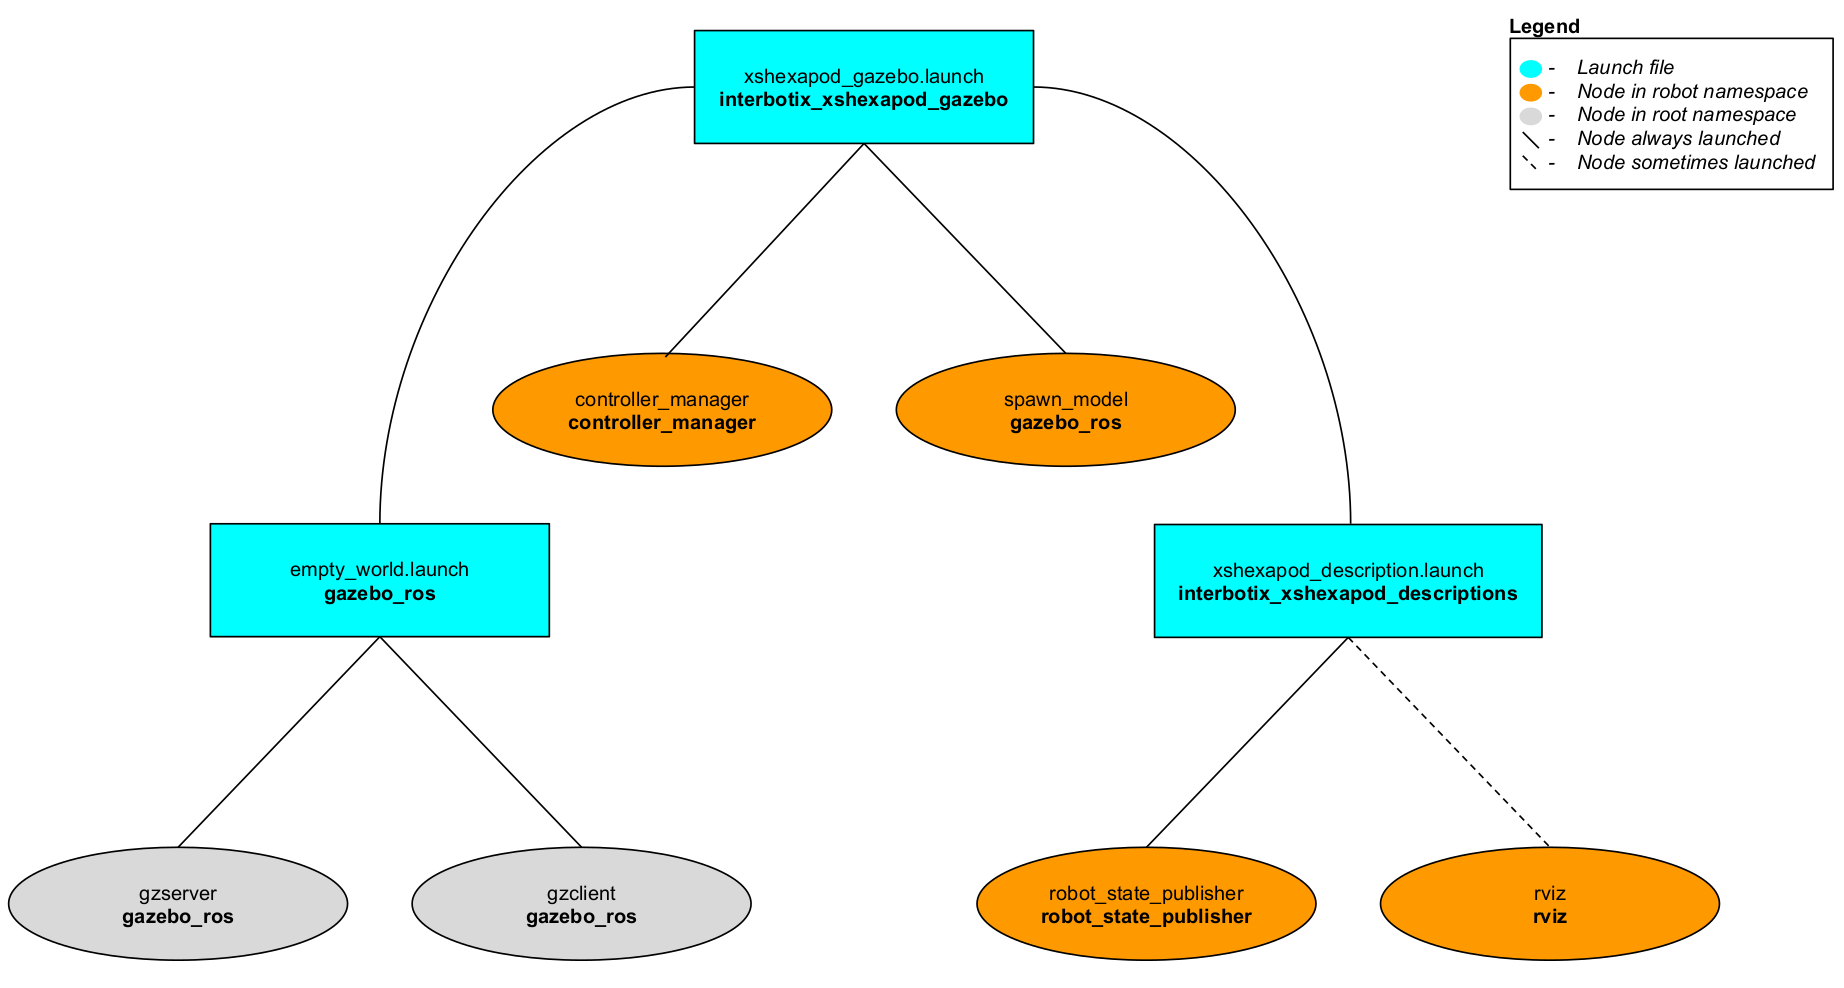 xshexapod_gazebo.launch
interbotix_xshexapod_gazebo
Legend
- Launch file
- Node in robot namespace
- Node in root namespace
- Node always launched
- Node sometimes launched
controller_manager
controller_manager
spawn_model
gazebo_ros
empty_world.launch
gazebo_ros
xshexapod_description.launch
interbotix_xshexapod_descriptions
gzserver
gazebo_ros
gzclient
gazebo_ros
robot_state_publisher
robot_state_publisher
rviz
rviz